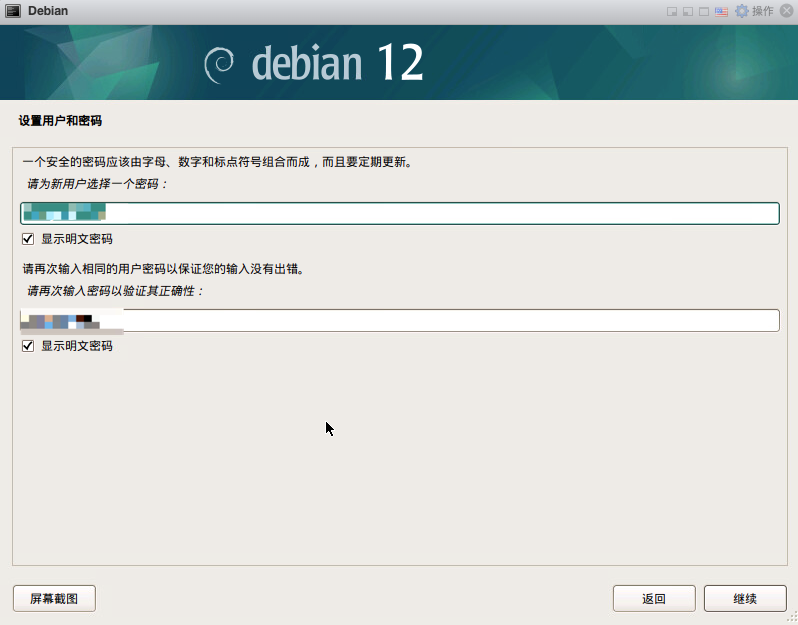 Debian
操作
debian 12
设置用户和密码
一个安全的密码应该由字母、数字和标点符号组合而成，而且要定期更新。
请为新用户选择一个密码：
显示明文密码
请再次输入相同的用户密码以保证您的输入没有出错。
请再次输入密码以验证其正确性：
显示明文密码
屏幕截图
返回
继续